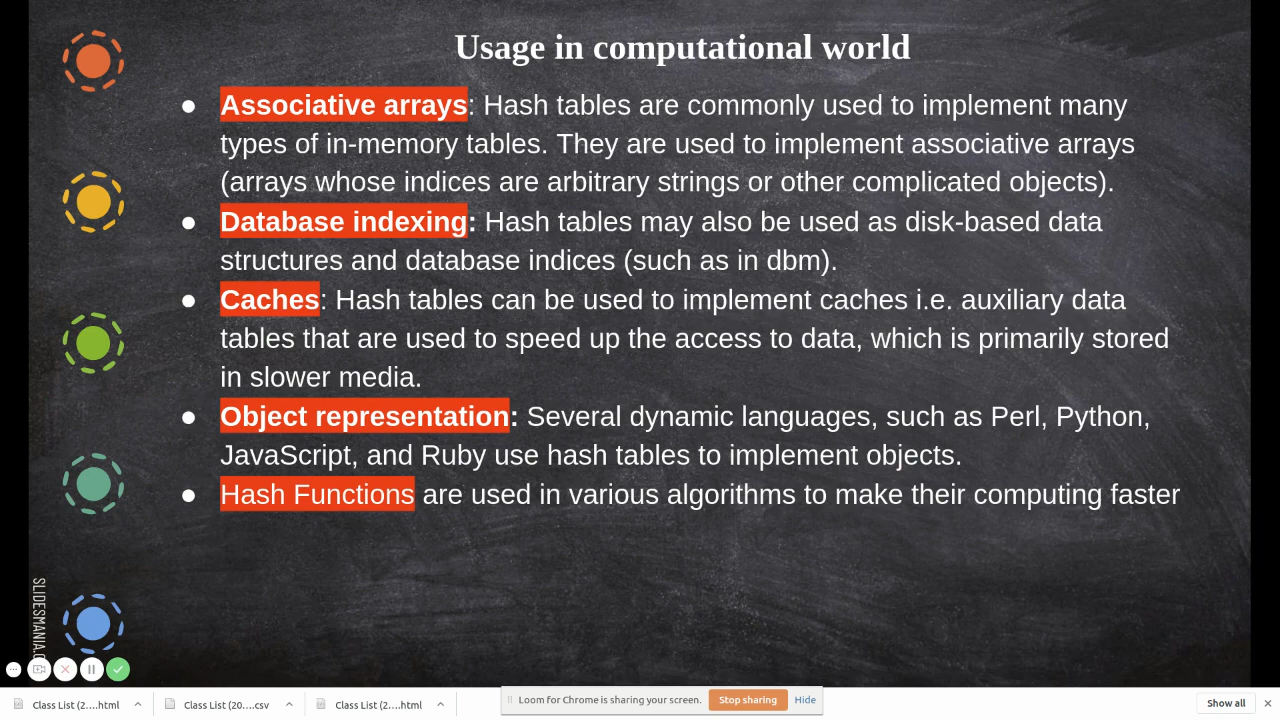 Usage in computational world
● Associative arrays: Hash tables are commonly used to implement many
types of in-memory tables. They are used to implement associative arrays
(arrays whose indices are arbitrary strings or other complicated objects).
● Database indexing: Hash tables may also be used as disk-based data
structures and database indices (such as in dbm).
● Caches: Hash tables can be used to implement caches i.e. auxiliary data
tables that are used to speed up the access to data, which is primarily stored
in slower media.
● Object representation: Several dynamic languages, such as Perl, Python,
JavaScript, and Ruby use hash tables to implement objects.
● Hash Functions are used in various algorithms to make their computing faster
Class List (2....html
Class List (20....csv
Class List (2....html
Loom for Chrome is sharing your screen. Stop sharing Hide
Show all